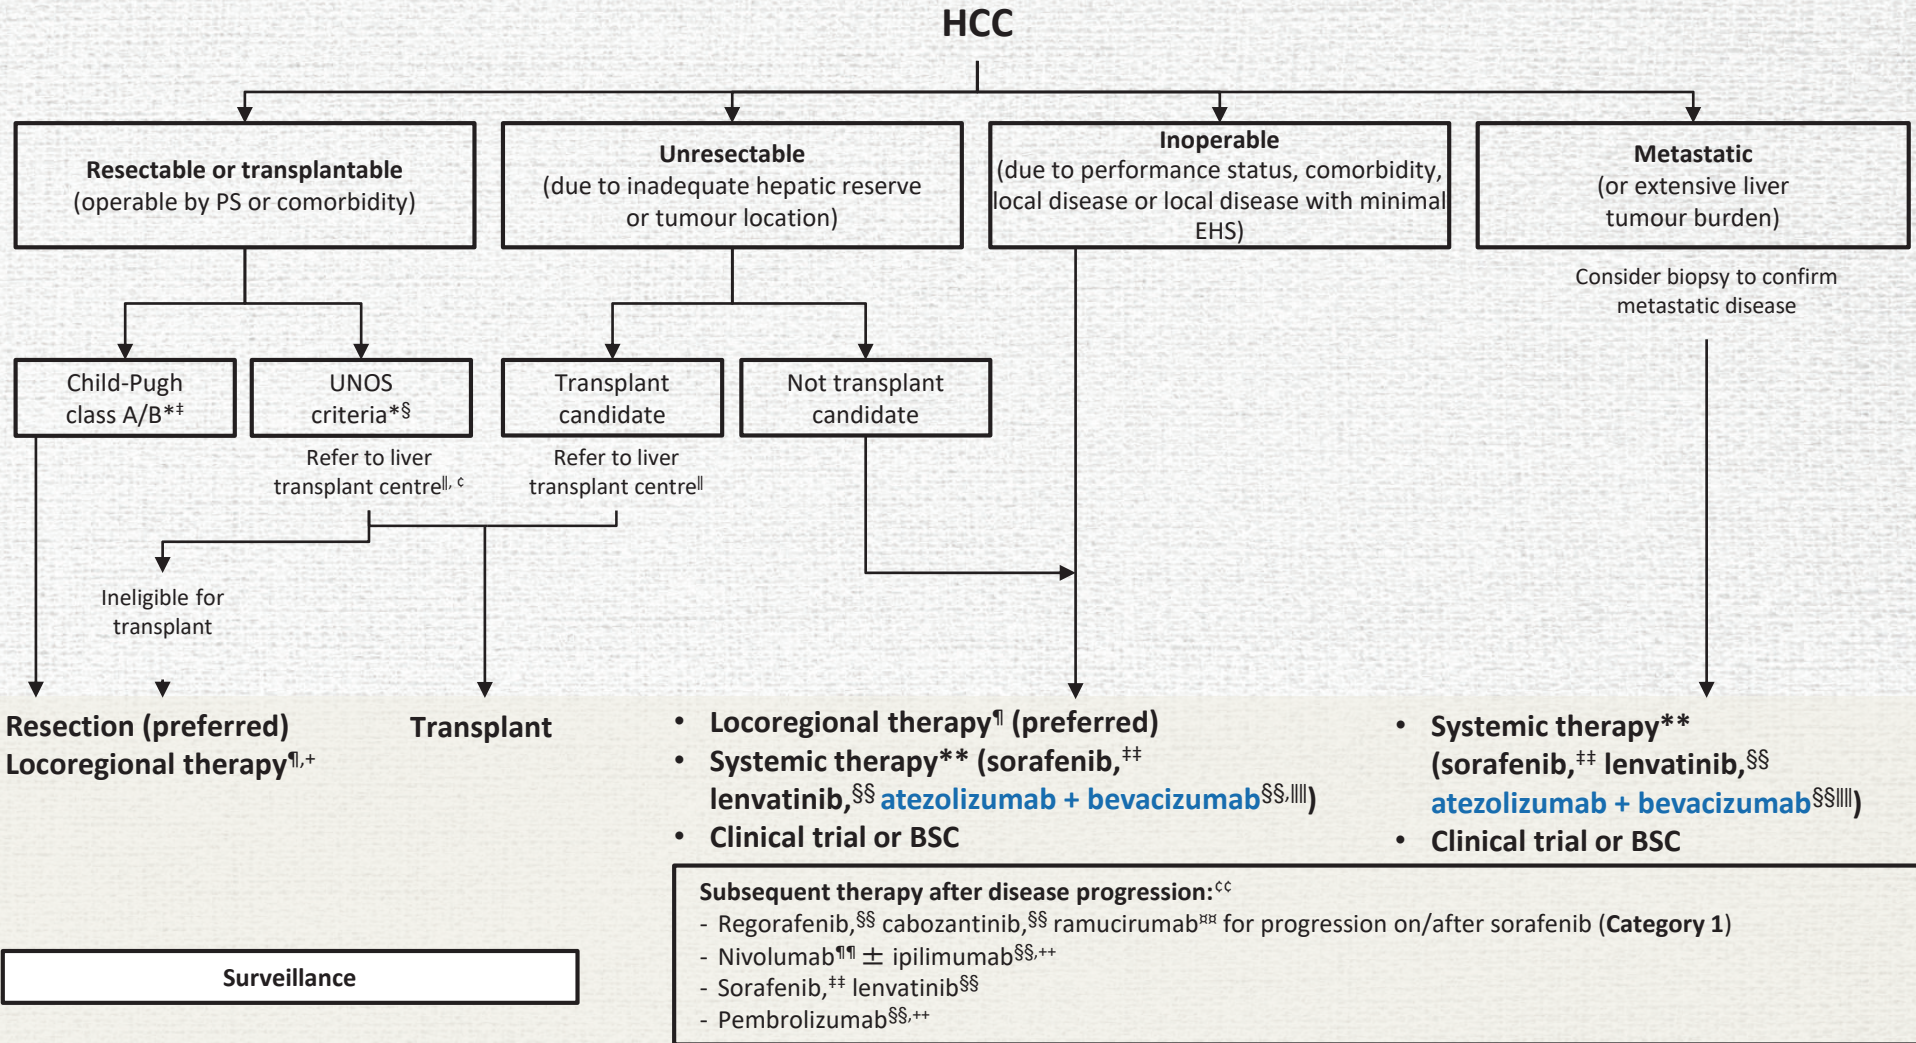 HCC
Resectable or transplantable
(operable by PS or comorbidity)
Unresectable
(due to inadequate hepatic reserve
or tumour location)
Inoperable
(due to performance status, comorbidity,
local disease or local disease with minimal
EHS)
Metastatic
(or extensive liver
tumour burden)
Consider biopsy to confirm
metastatic disease
Child-Pugh
class A/B*‡
UNOS
criteria*§
Transplant
candidate
Not transplant
candidate
Refer to liver
transplant centre‖, ¢
Refer to liver
transplant centre‖
Ineligible for
transplant
Resection (preferred)
Locoregional therapy¶,+
Transplant
• Locoregional therapy¶ (preferred)
• Systemic therapy** (sorafenib,‡‡
lenvatinib,§§ atezolizumab + bevacizumab§§,‖‖)
• Clinical trial or BSC
• Systemic therapy**
(sorafenib,‡‡ lenvatinib,§§
atezolizumab + bevacizumab§§‖‖)
• Clinical trial or BSC
Subsequent therapy after disease progression:¢¢
- Regorafenib,§§ cabozantinib,§§ ramucirumab¤¤ for progression on/after sorafenib (Category 1)
- Nivolumab¶¶ ± ipilimumab§§,++
- Sorafenib,‡‡ lenvatinib§§
- Pembrolizumab§§,++
Surveillance